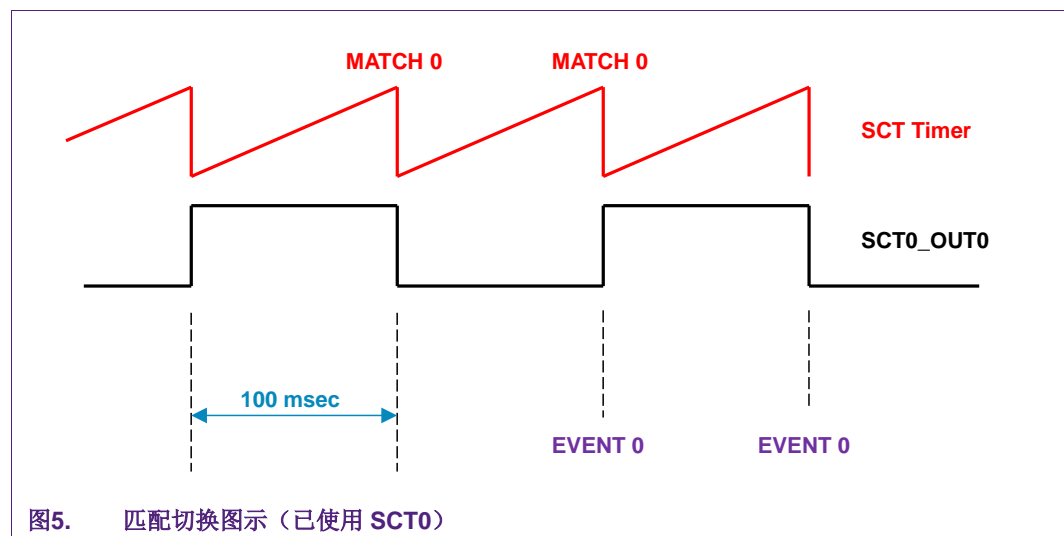 MATCH 0 MATCH 0
SCT Timer
SCT0_OUT0
100 msec
EVENT 0 EVENT 0
图5. 匹配切换图示（已使用 SCT0）